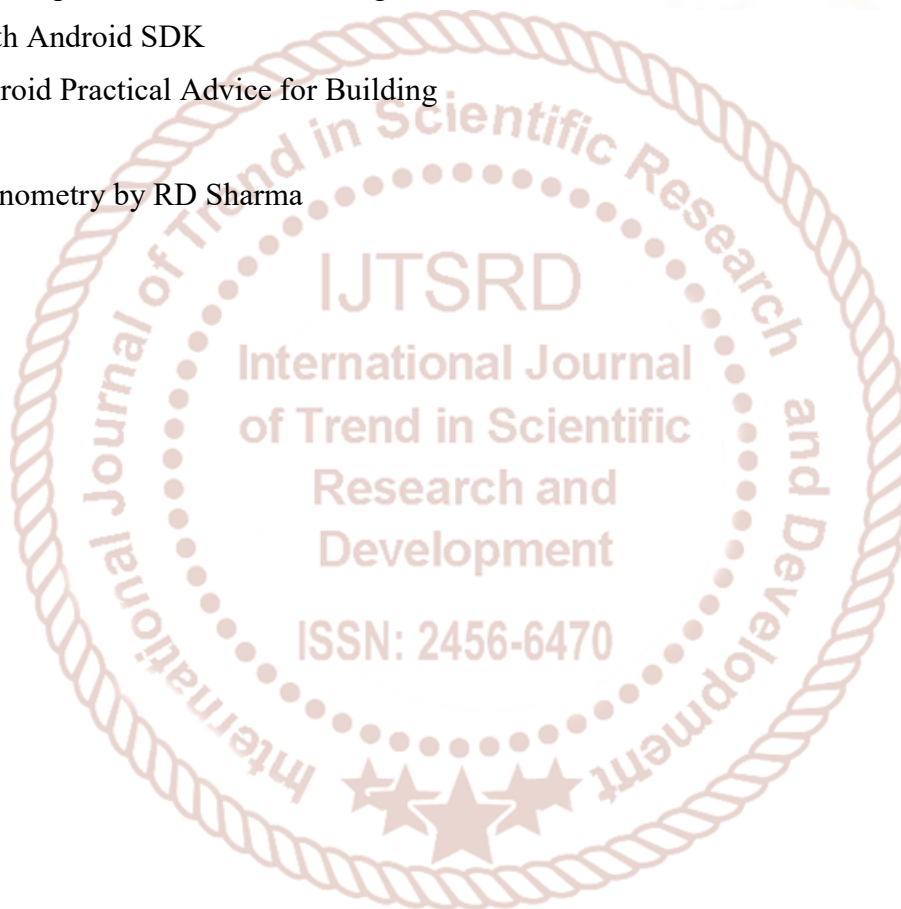 th Android SDK
roid Practical Advice for Building
nometry by RD Sharma
International Journal of Trend in Scientific Research and Development
IJTSRD
International Journal
of Trend in Scientific
Research and
Development
ISSN: 2456-6470